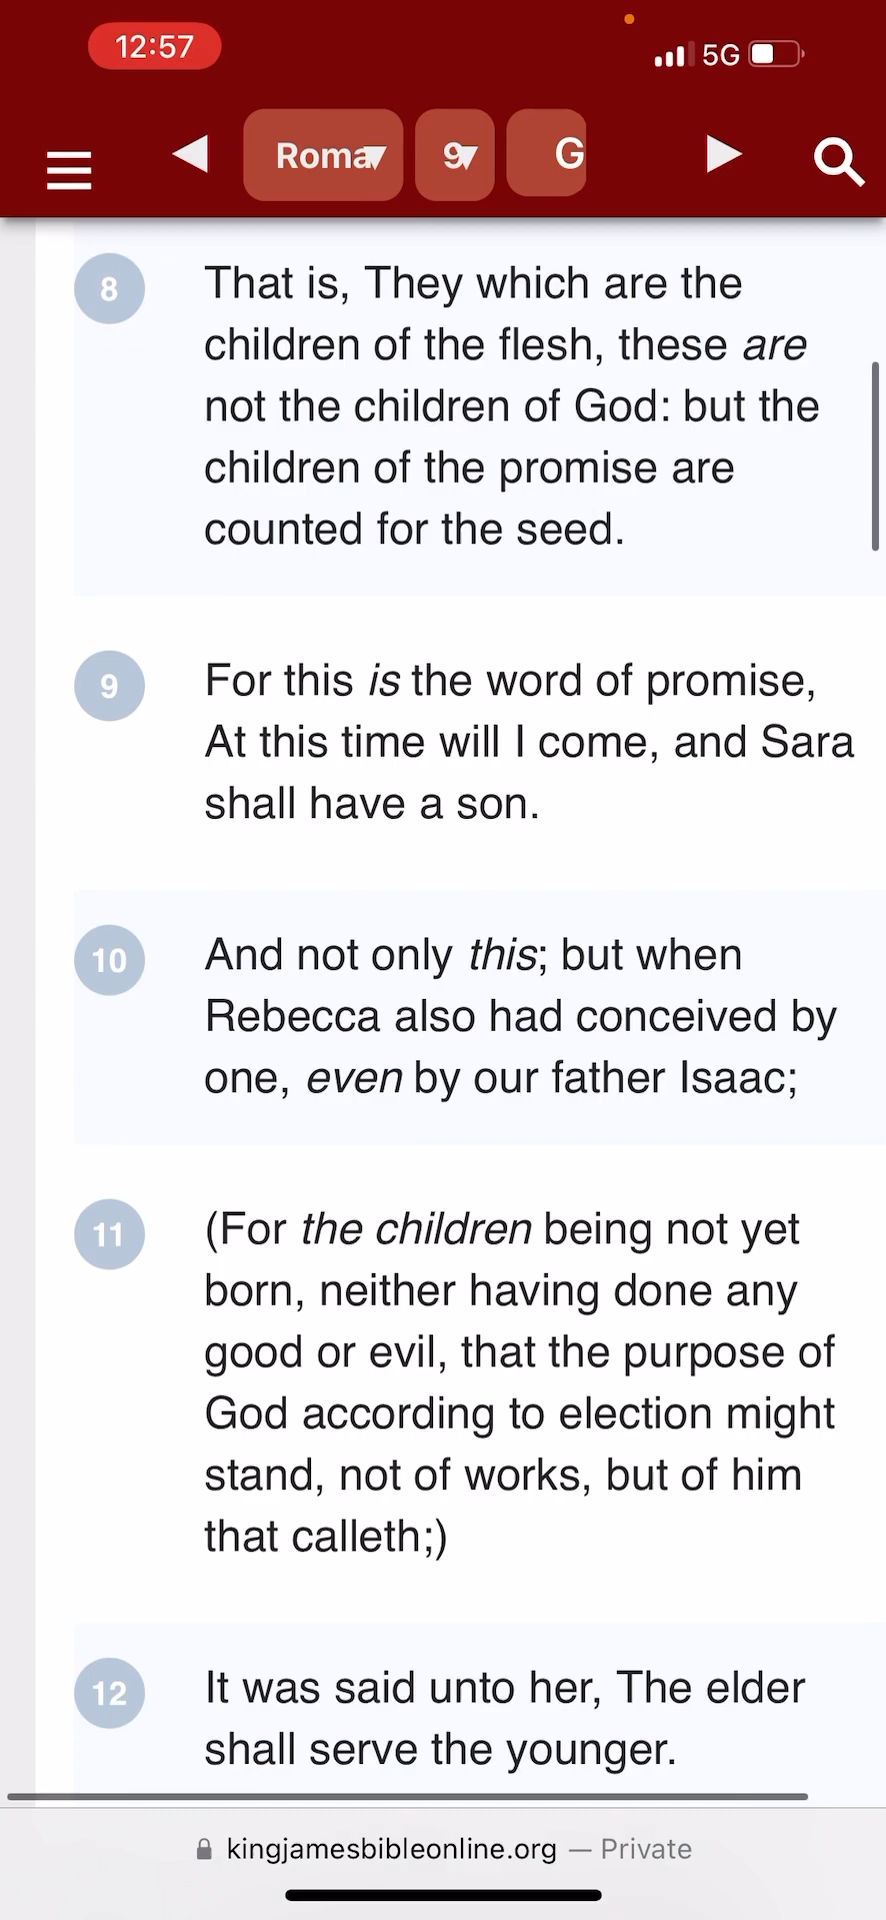 12:57
5G
Roma
9
G
8
That is, They which are the
children of the flesh, these are
not the children of God: but the
children of the promise are
counted for the seed.
9
For this is the word of promise,
At this time will I come, and Sara
shall have a son.
10
And not only this; but when
Rebecca also had conceived by
one, even by our father Isaac;
11
(For the children being not yet
born, neither having done any
good or evil, that the purpose of
God according to election might
stand, not of works, but of him
that calleth;)
12
It was said unto her, The elder
shall serve the younger.
kingjamesbibleonline.org — Private